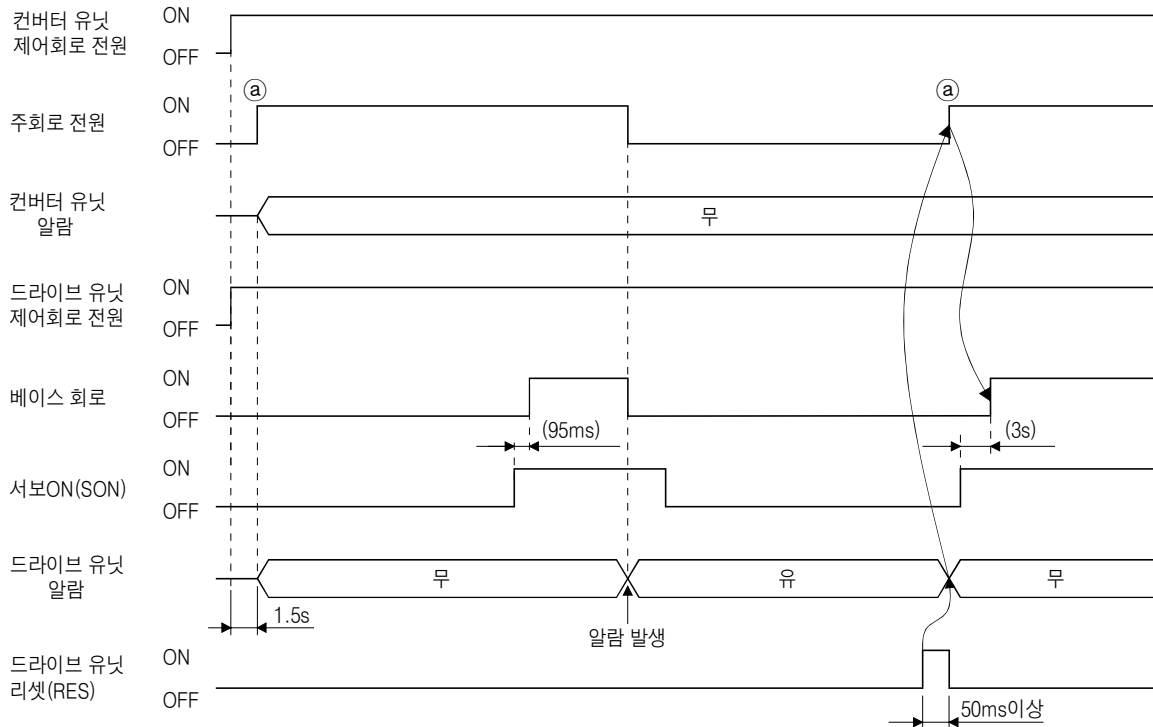 컨버터 유닛
제어회로 전원
ON
OFF
주회로 전원
ON
OFF
ⓐ
ⓐ
컨버터 유닛
알람
무
드라이브 유닛
제어회로 전원
ON
OFF
베이스 회로
ON
OFF
(95ms)
(3s)
서보ON(SON)
ON
OFF
드라이브 유닛
알람
무
유
무
1.5s
알람 발생
드라이브 유닛
리셋(RES)
ON
OFF
50ms이상